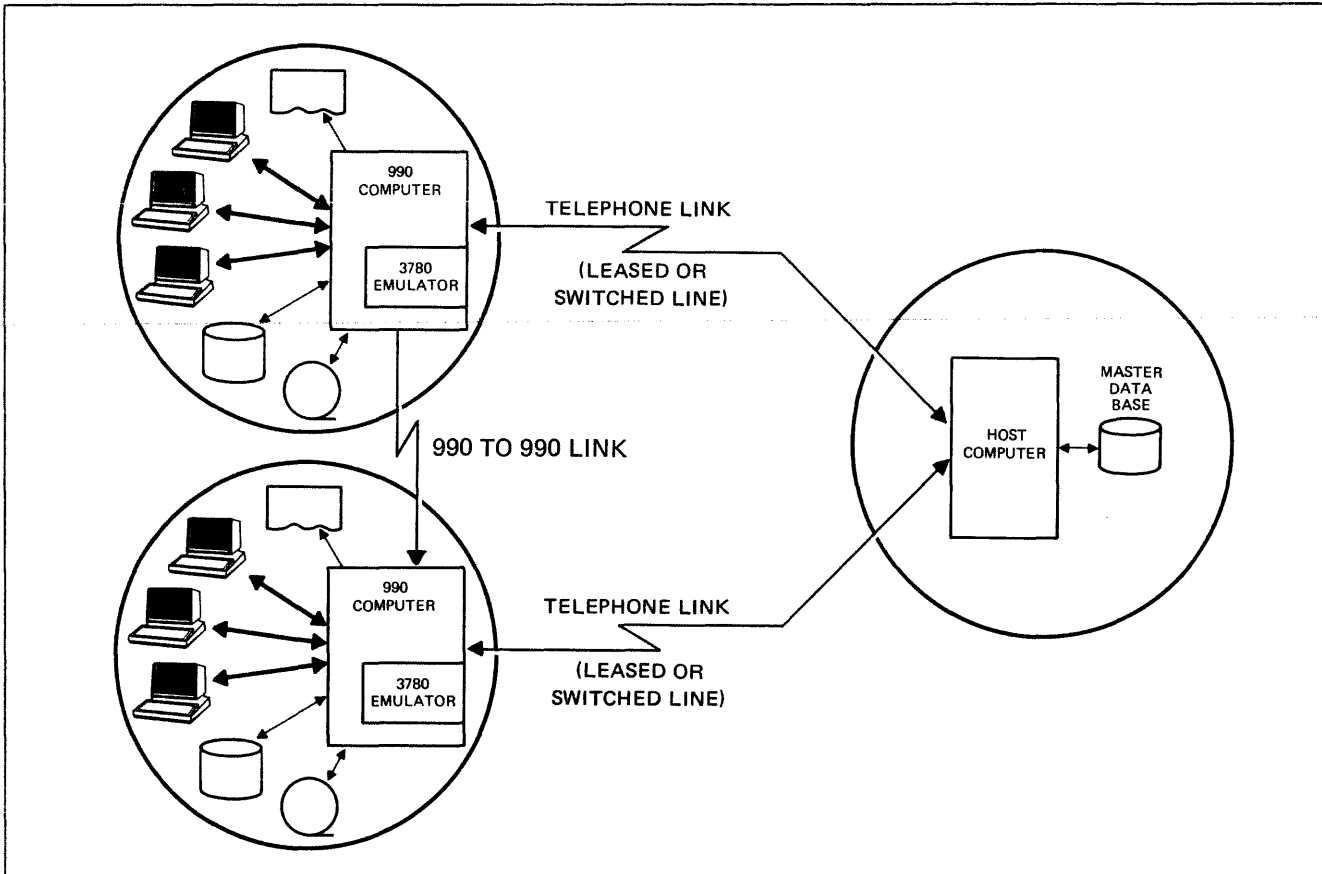 990
COMPUTER
3780
EMULATOR
TELEPHONE LINK
(LEASED OR
SWITCHED LINE)
990 TO 990 LINK
MASTER
DATA
BASE
HOST
COMPUTER
990
COMPUTER
3780
EMULATOR
TELEPHONE LINK
(LEASED OR
SWITCHED LINE)